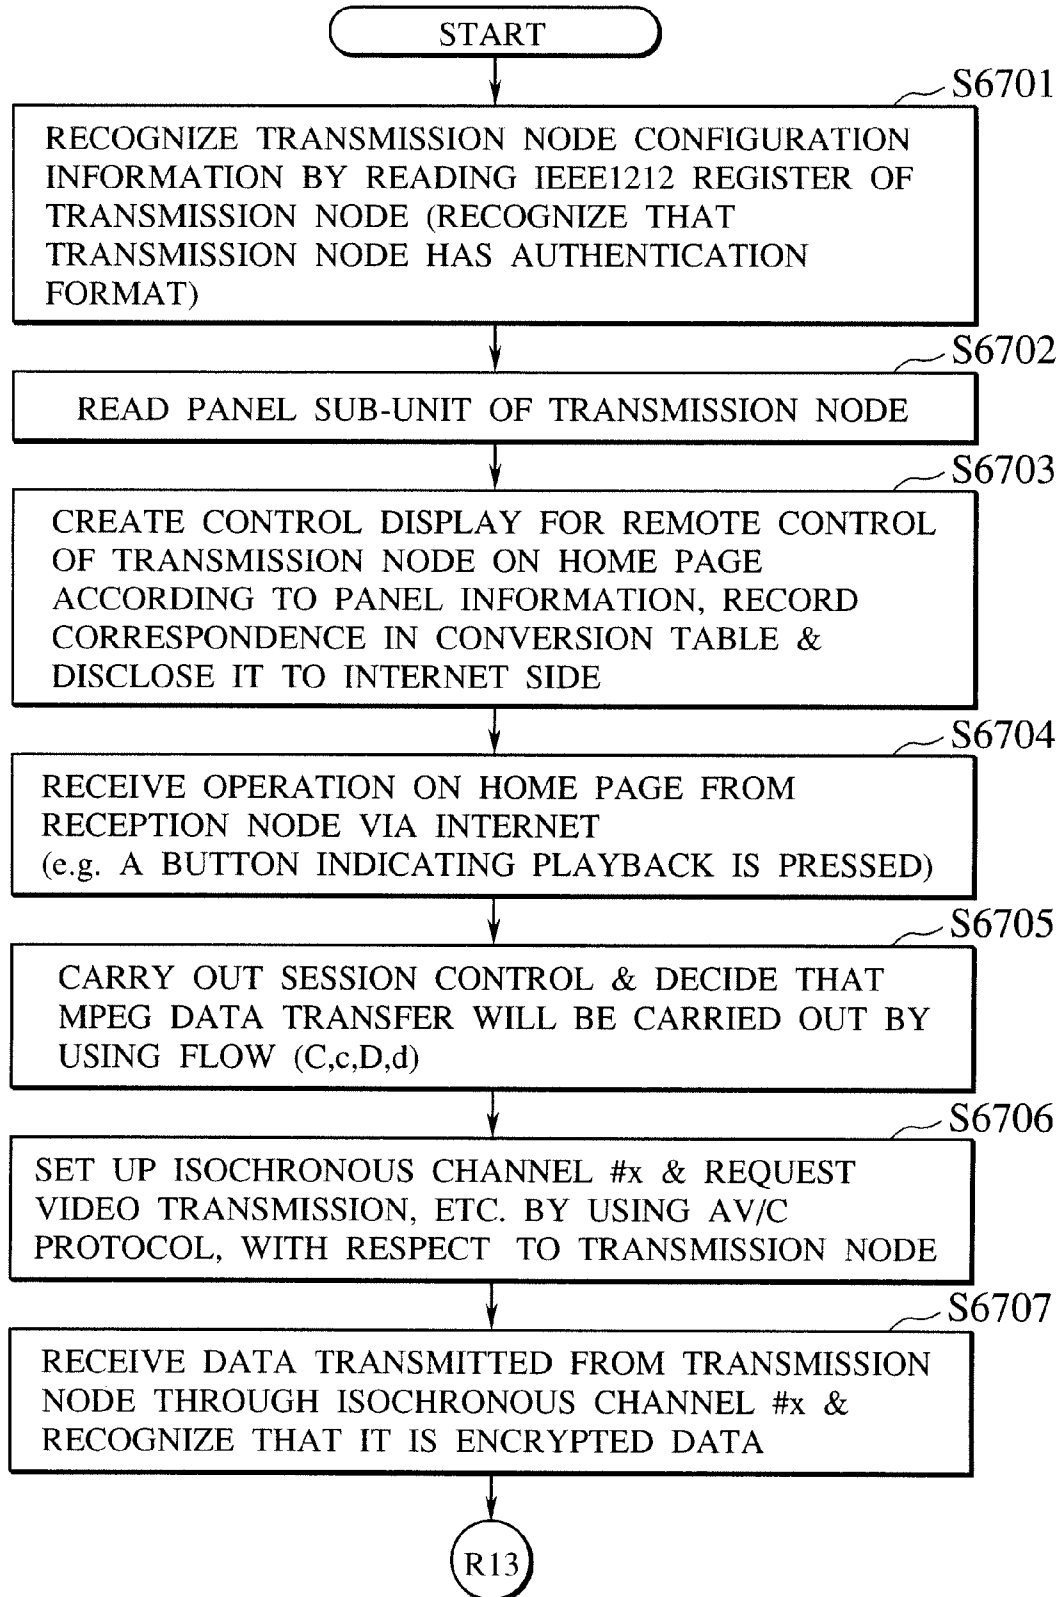 START
S6701
RECOGNIZE TRANSMISSION NODE CONFIGURATION
INFORMATION BY READING IEEE1212 REGISTER OF
TRANSMISSION NODE (RECOGNIZE THAT
TRANSMISSION NODE HAS AUTHENTICATION
FORMAT)
S6702
READ PANEL SUB-UNIT OF TRANSMISSION NODE
S6703
CREATE CONTROL DISPLAY FOR REMOTE CONTROL
OF TRANSMISSION NODE ON HOME PAGE
ACCORDING TO PANEL INFORMATION, RECORD
CORRESPONDENCE IN CONVERSION TABLE &
DISCLOSE IT TO INTERNET SIDE
S6704
RECEIVE OPERATION ON HOME PAGE FROM
RECEPTION NODE VIA INTERNET
(e.g. A BUTTON INDICATING PLAYBACK IS PRESSED)
S6705
CARRY OUT SESSION CONTROL & DECIDE THAT
MPEG DATA TRANSFER WILL BE CARRIED OUT BY
USING FLOW (C,c,D,d)
S6706
SET UP ISOCHRONOUS CHANNEL #x & REQUEST
VIDEO TRANSMISSION, ETC. BY USING AV/C
PROTOCOL, WITH RESPECT TO TRANSMISSION NODE
S6707
RECEIVE DATA TRANSMITTED FROM TRANSMISSION
NODE THROUGH ISOCHRONOUS CHANNEL #x &
RECOGNIZE THAT IT IS ENCRYPTED DATA
R13